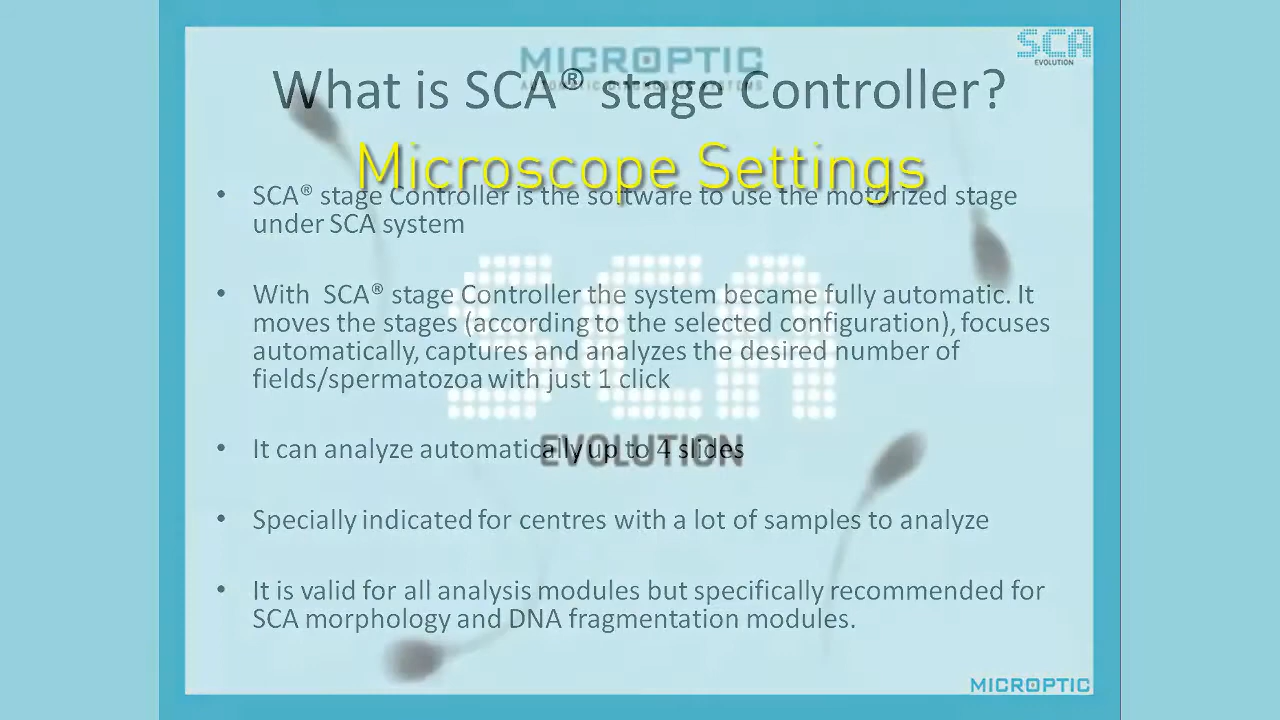 SCA
EVOLUTION
MICROPTIC
AUTOMATIC DIAGNOSTIC SYSTEMS
What is SCA® stage Controller?
Microscope Settings
• SCA® stage Controller is the software to use the motorized stage
under SCA system
• With SCA® stage Controller the system became fully automatic. It
moves the stages (according to the selected configuration), focuses
automatically, captures and analyzes the desired number of
fields/spermatozoa with just 1 click
SCA
EVOLUTION
• It can analyze automatically up to 4 slides
• Specially indicated for centres with a lot of samples to analyze
• It is valid for all analysis modules but specifically recommended for
SCA morphology and DNA fragmentation modules.
MICROPTIC